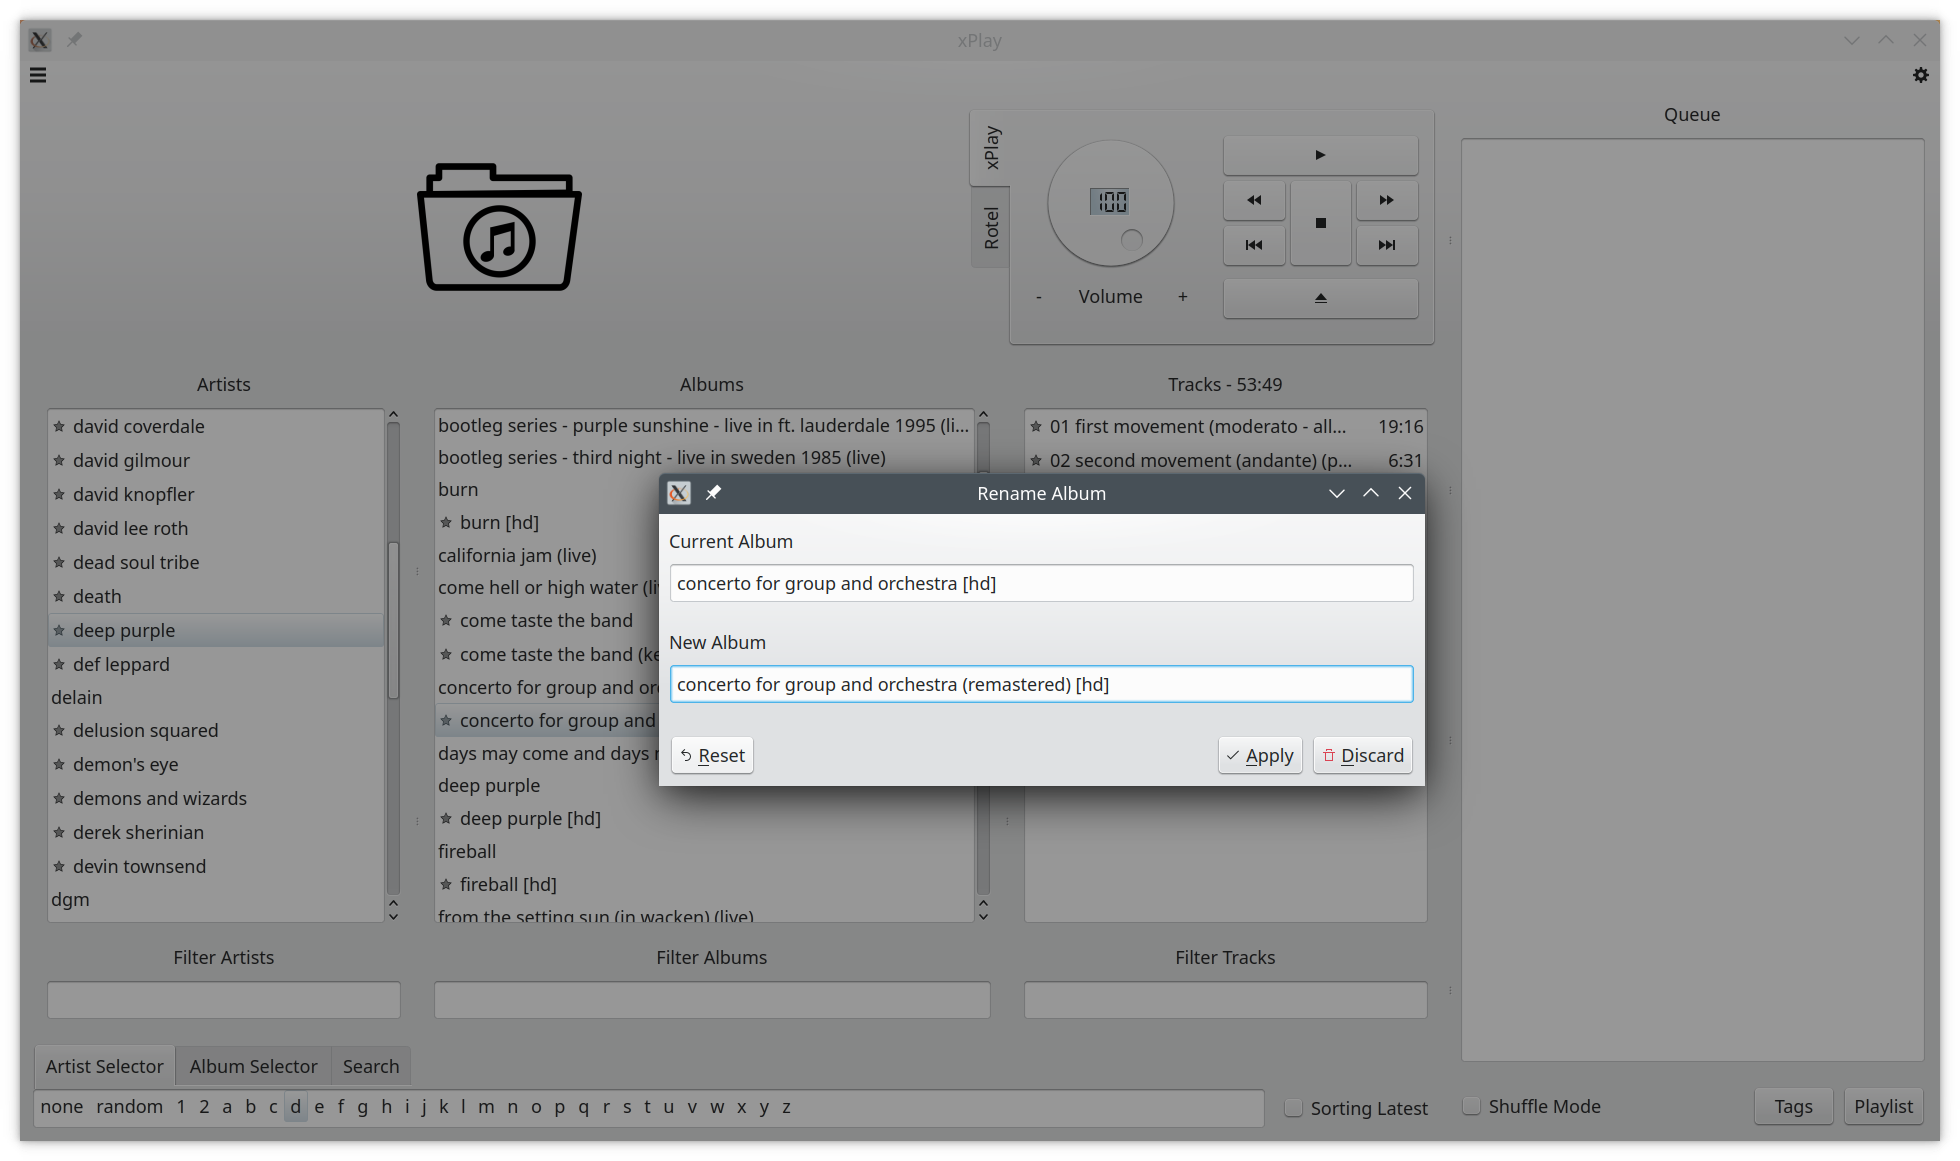 xPlay
xPlay
Rotel
100
- Volume +
Queue
Artists
david coverdale
david gilmour
david knopfler
david lee roth
dead soul tribe
death
deep purple
def leppard
delain
delusion squared
demon's eye
demons and wizards
derek sherinian
devin townsend
dgm
Albums
bootleg series - purple sunshine - live in ft. lauderdale 1995 (li...
bootleg series - third night - live in sweden 1985 (live)
burn
burn [hd]
california jam (live)
come hell or high water (li
come taste the band
come taste the band (ke
concerto for group and or
concerto for group and
days may come and days
deep purple
deep purple [hd]
fireball
fireball [hd]
from the setting sun (in wacken) (live)
Tracks - 53:49
01 first movement (moderato - all... 19:16
02 second movement (andante) (p... 6:31
Rename Album
Current Album
concerto for group and orchestra [hd]
New Album
concerto for group and orchestra (remastered) [hd]
Reset Apply Discard
Filter Artists
Filter Albums
Filter Tracks
Artist Selector Album Selector Search
none random 1 2 a b c d e f g h i j k l m n o p q r s t u v w x y z
Sorting Latest
Shuffle Mode
Tags
Playlist